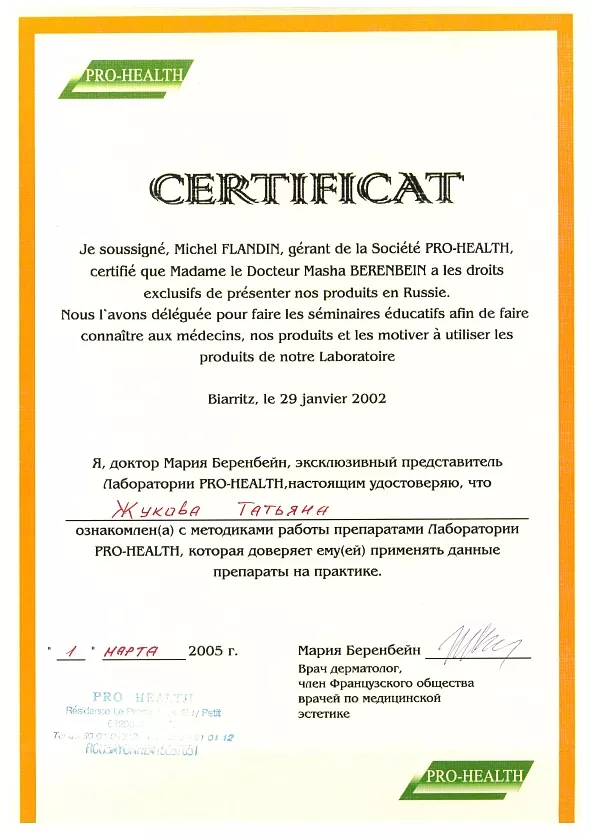 PRO-HEALTH
CERTIFICAT
Je soussigné, Michel FLANDIN, gérant de la Société PRO-HEALTH,
certifié que Madame le Docteur Masha BERENBEIN a les droits
exclusifs de présenter nos produits en Russie.
Nous l`avons déléguée pour faire les séminaires éducatifs afin de faire
connaître aux médecins, nos produits et les motiver à utiliser les
produits de notre Laboratoire
Biarritz, le 29 janvier 2002
Я, доктор Мария Беренбейн, эксклюзивный представитель
Лаборатории PRO-HEALTH,настоящим удостоверяю, что
Жукова Татьяна
ознакомлен(а) с методиками работы препаратами Лаборатории
PRO-HEALTH, которая доверяет ему(ей) применять данные
препараты на практике.
" 1 " марта 2005 г.
Мария Беренбейн
Врач дерматолог,
член Французского общества
врачей по медицинской
эстетике
PRO HEALTH
Résidence Le Petit
01 12
PRO-HEALTH